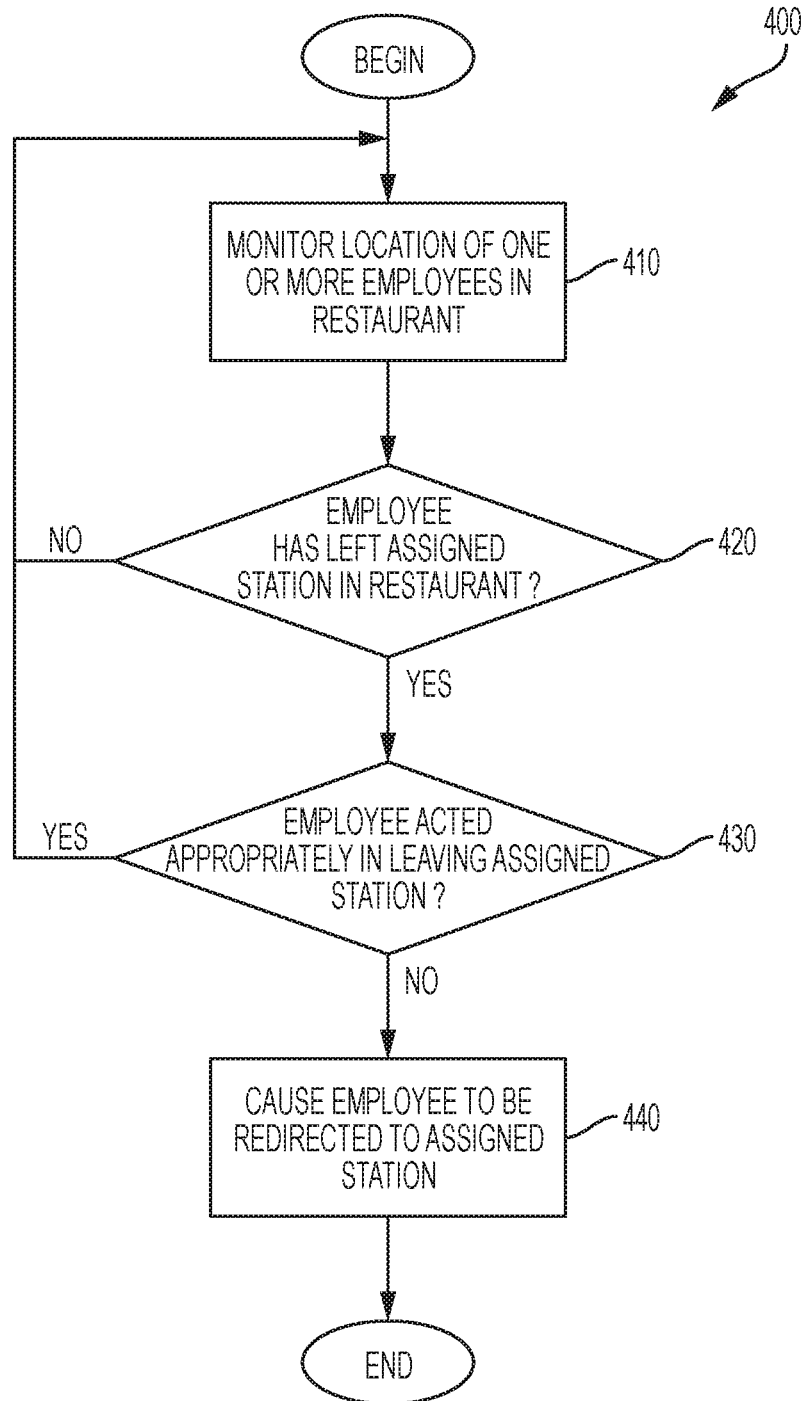 400
BEGIN
MONITOR LOCATION OF ONE
OR MORE EMPLOYEES IN
RESTAURANT
410
EMPLOYEE
HAS LEFT ASSIGNED
STATION IN RESTAURANT ?
420
NO
YES
EMPLOYEE ACTED
APPROPRIATELY IN LEAVING ASSIGNED
STATION ?
430
YES
NO
CAUSE EMPLOYEE TO BE
REDIRECTED TO ASSIGNED
STATION
440
END